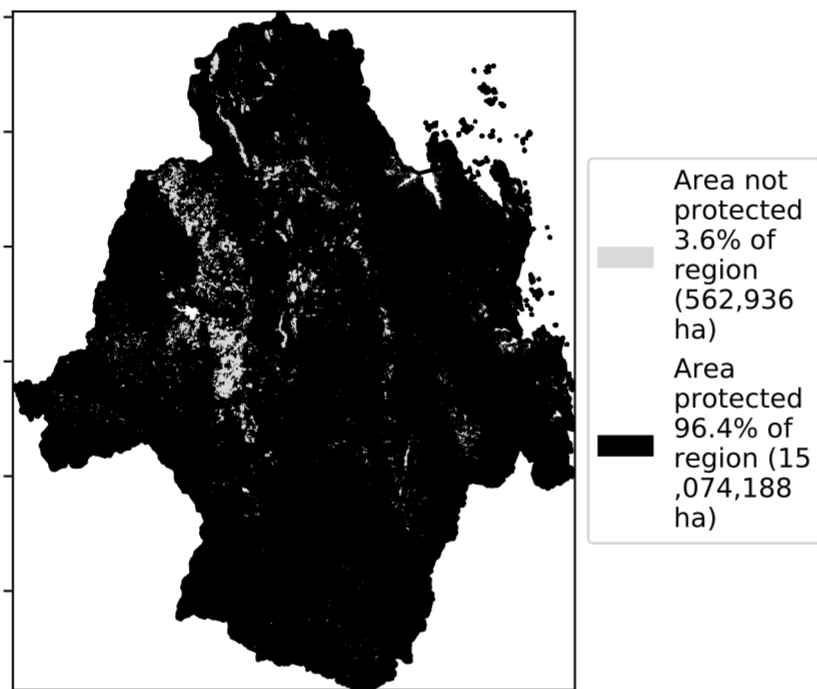 Area not
protected
3.6% of
region
(562,936
ha)
Area
protected
96.4% of
region (15
,074,188
ha)